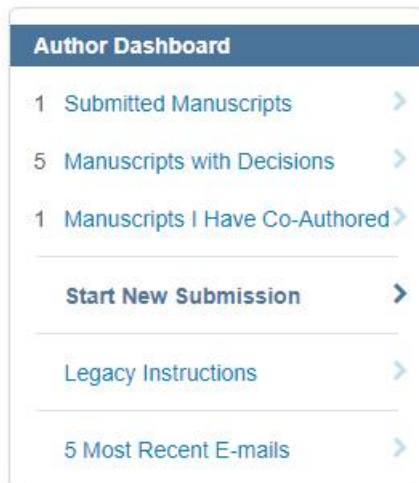 Author Dashboard
1 Submitted Manuscripts
5 Manuscripts with Decisions
1 Manuscripts I Have Co-Authored
Start New Submission
Legacy Instructions
5 Most Recent E-mails